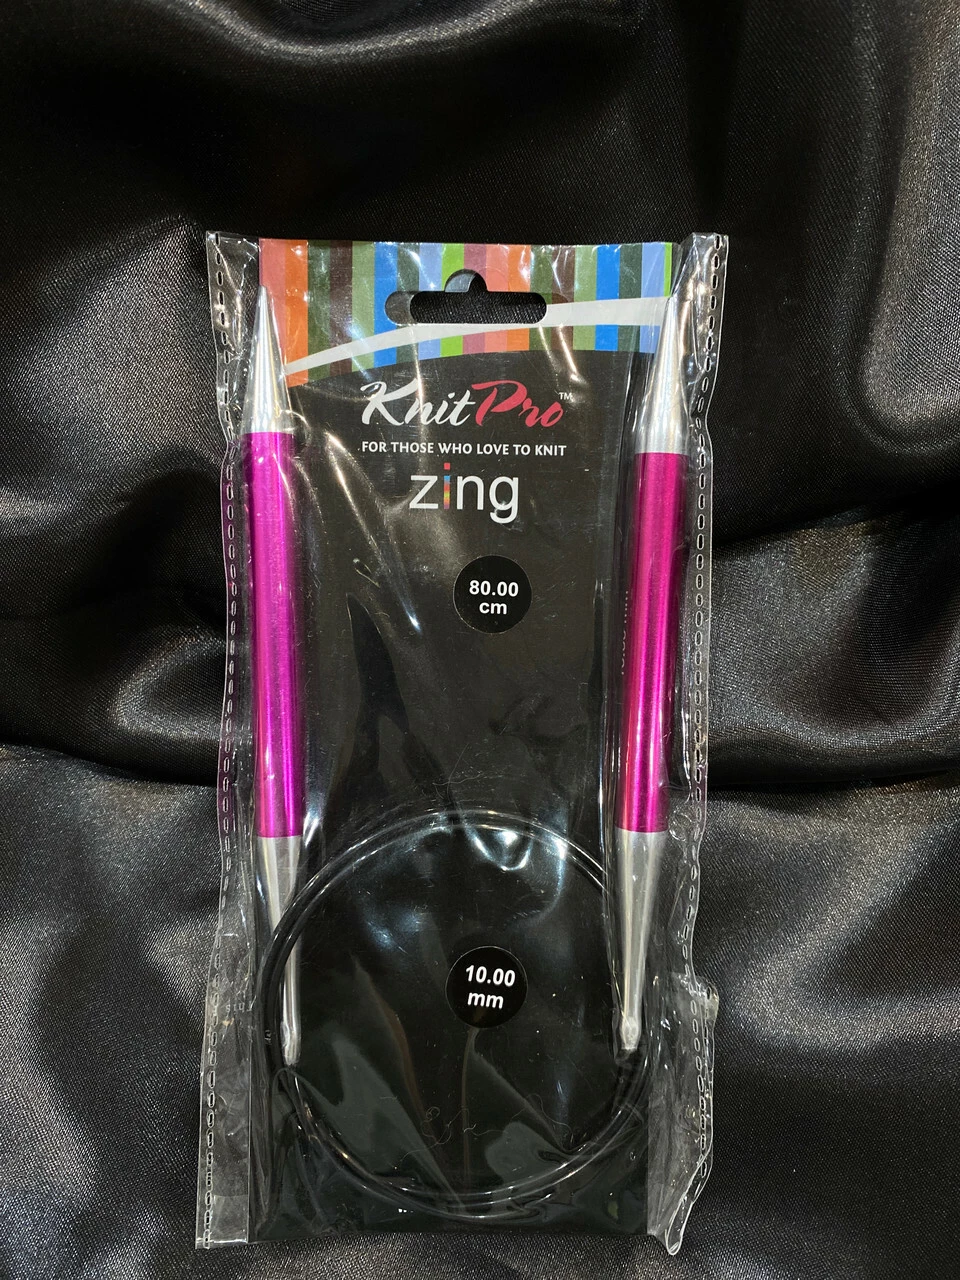 KnitPro™
FOR THOSE WHO LOVE TO KNIT
zing
80.00
cm
10.00
mm